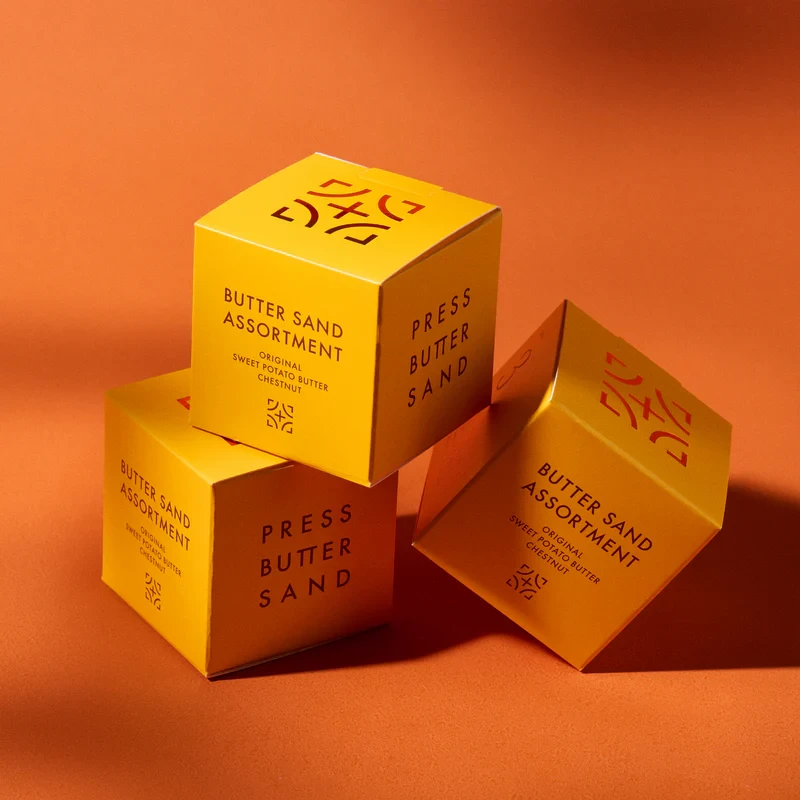 BUTTER SAND
ASSORTMENT
ORIGINAL
SWEET POTATO BUTTER
CHESTNUT
PRESS
BUTTER
SAND
BUTTER SAND
ASSORTMENT
ORIGINAL
SWEET POTATO BUTTER
CHESTNUT
PRESS
BUTTER
SAND
BUTTER SAND
ASSORTMENT
ORIGINAL
SWEET POTATO BUTTER
CHESTNUT